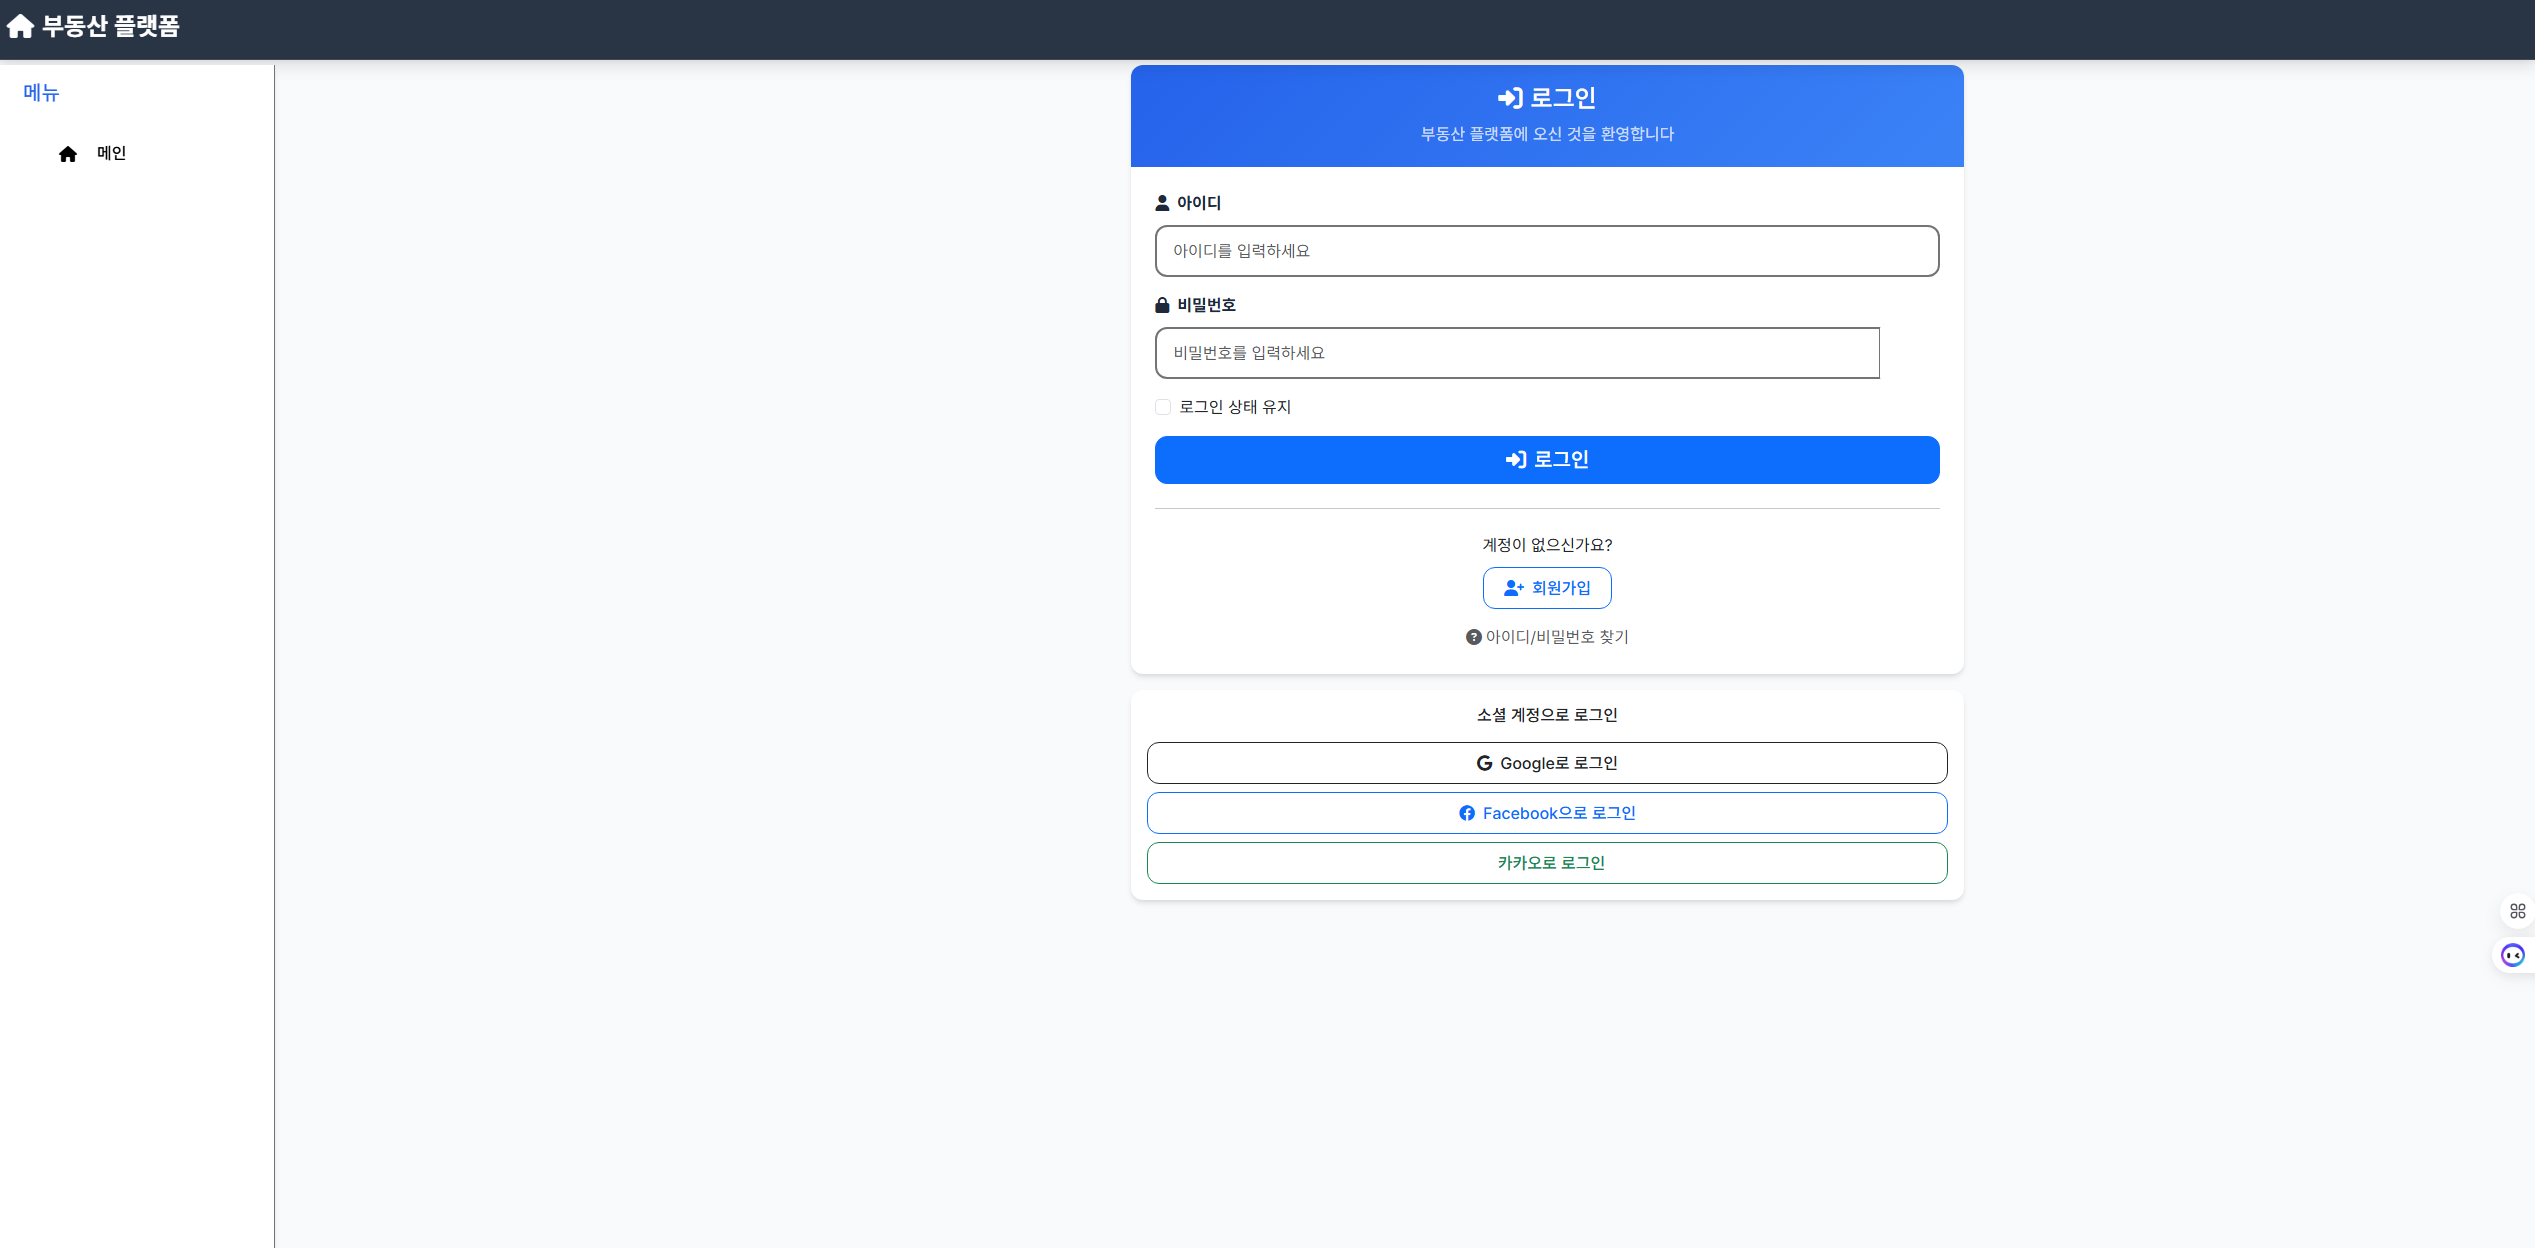 부동산 플랫폼
메뉴
메인
로그인
부동산 플랫폼에 오신 것을 환영합니다
아이디
아이디를 입력하세요
비밀번호
비밀번호를 입력하세요
로그인 상태 유지
로그인
계정이 없으신가요?
회원가입
아이디/비밀번호 찾기
소셜 계정으로 로그인
Google로 로그인
Facebook으로 로그인
카카오로 로그인